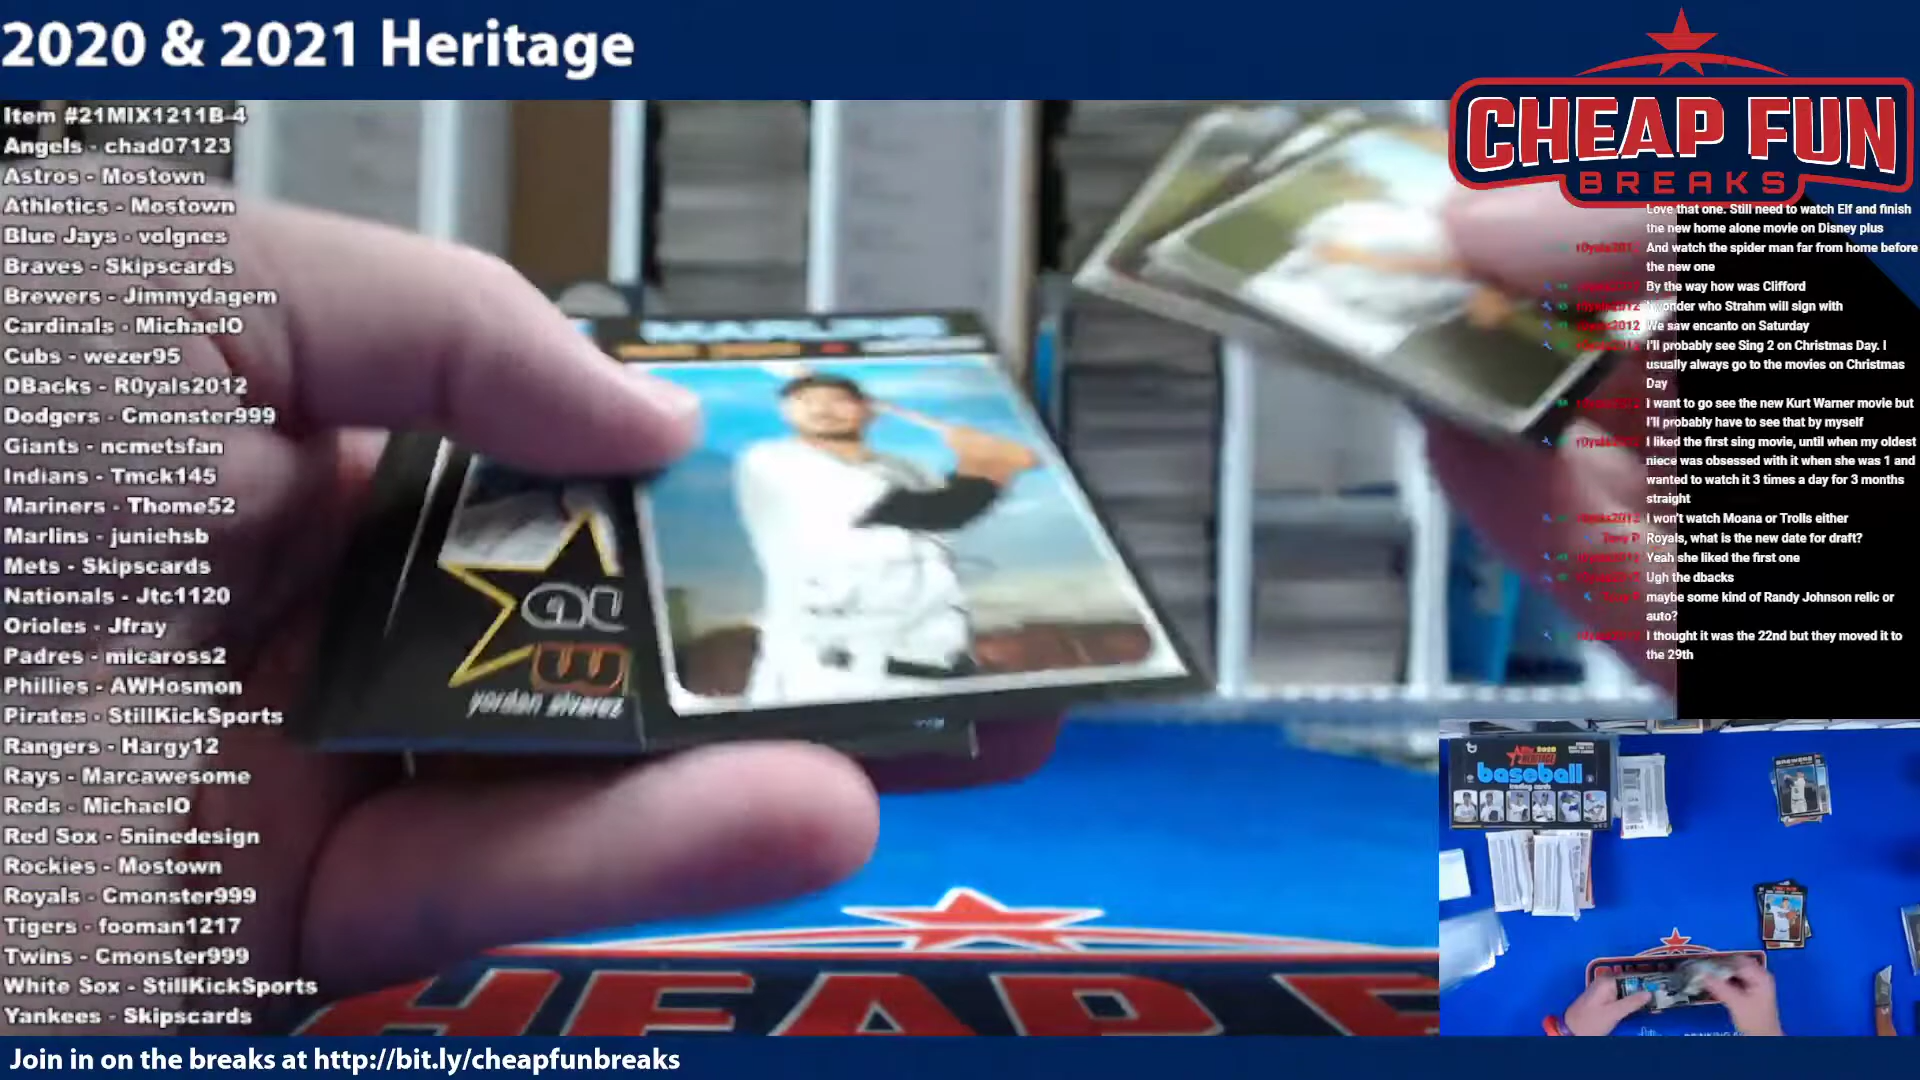 2020 & 2021 Heritage
Item #21MIX1211B-4
Angels - chad07123
Astros - Mostown
Athletics - Mostown
Blue Jays - volgnes
Braves - Skipscards
Brewers - Jimmydagem
Cardinals - MichaelO
Cubs - wezer95
DBacks - R0yals2012
Dodgers - Cmonster999
Giants - ncmetsfan
Indians - Tmck145
Mariners - Thome52
Marlins - juniehsb
Mets - Skipscards
Nationals - Jtc1120
Orioles - Jfray
Padres - micaross2
Phillies - AWHosmon
Pirates - StillKickSports
Rangers - Hargy12
Rays - Marcawesome
Reds - MichaelO
Red Sox - 5ninedesign
Rockies - Mostown
Royals - Cmonster999
Tigers - fooman1217
Twins - Cmonster999
White Sox - StillKickSports
Yankees - Skipscards
Join in on the breaks at http://bit.ly/cheapfunbreaks
MARLINS
yordan alvarez
CHEAP F
CHEAP FUN
BREAKS
Love that one. Still need to watch Elf and finish
the new home alone movie on Disney plus
r0yals2012 And watch the spider man far from home before
the new one
By the way how was Clifford
I wonder who Strahm will sign with
We saw encanto on Saturday
I'll probably see Sing 2 on Christmas Day. I
usually always go to the movies on Christmas
Day
I want to go see the new Kurt Warner movie but
I'll probably have to see that by myself
r0yals2012 I liked the first sing movie, until when my oldest
niece was obsessed with it when she was 1 and
wanted to watch it 3 times a day for 3 months
straight
I won't watch Moana or Trolls either
Tony P Royals, what is the new date for draft?
Yeah she liked the first one
Ugh the dbacks
maybe some kind of Randy Johnson relic or
auto?
I thought it was the 22nd but they moved it to
the 29th
2020
HERITAGE
baseball
trading cards
BREWERS